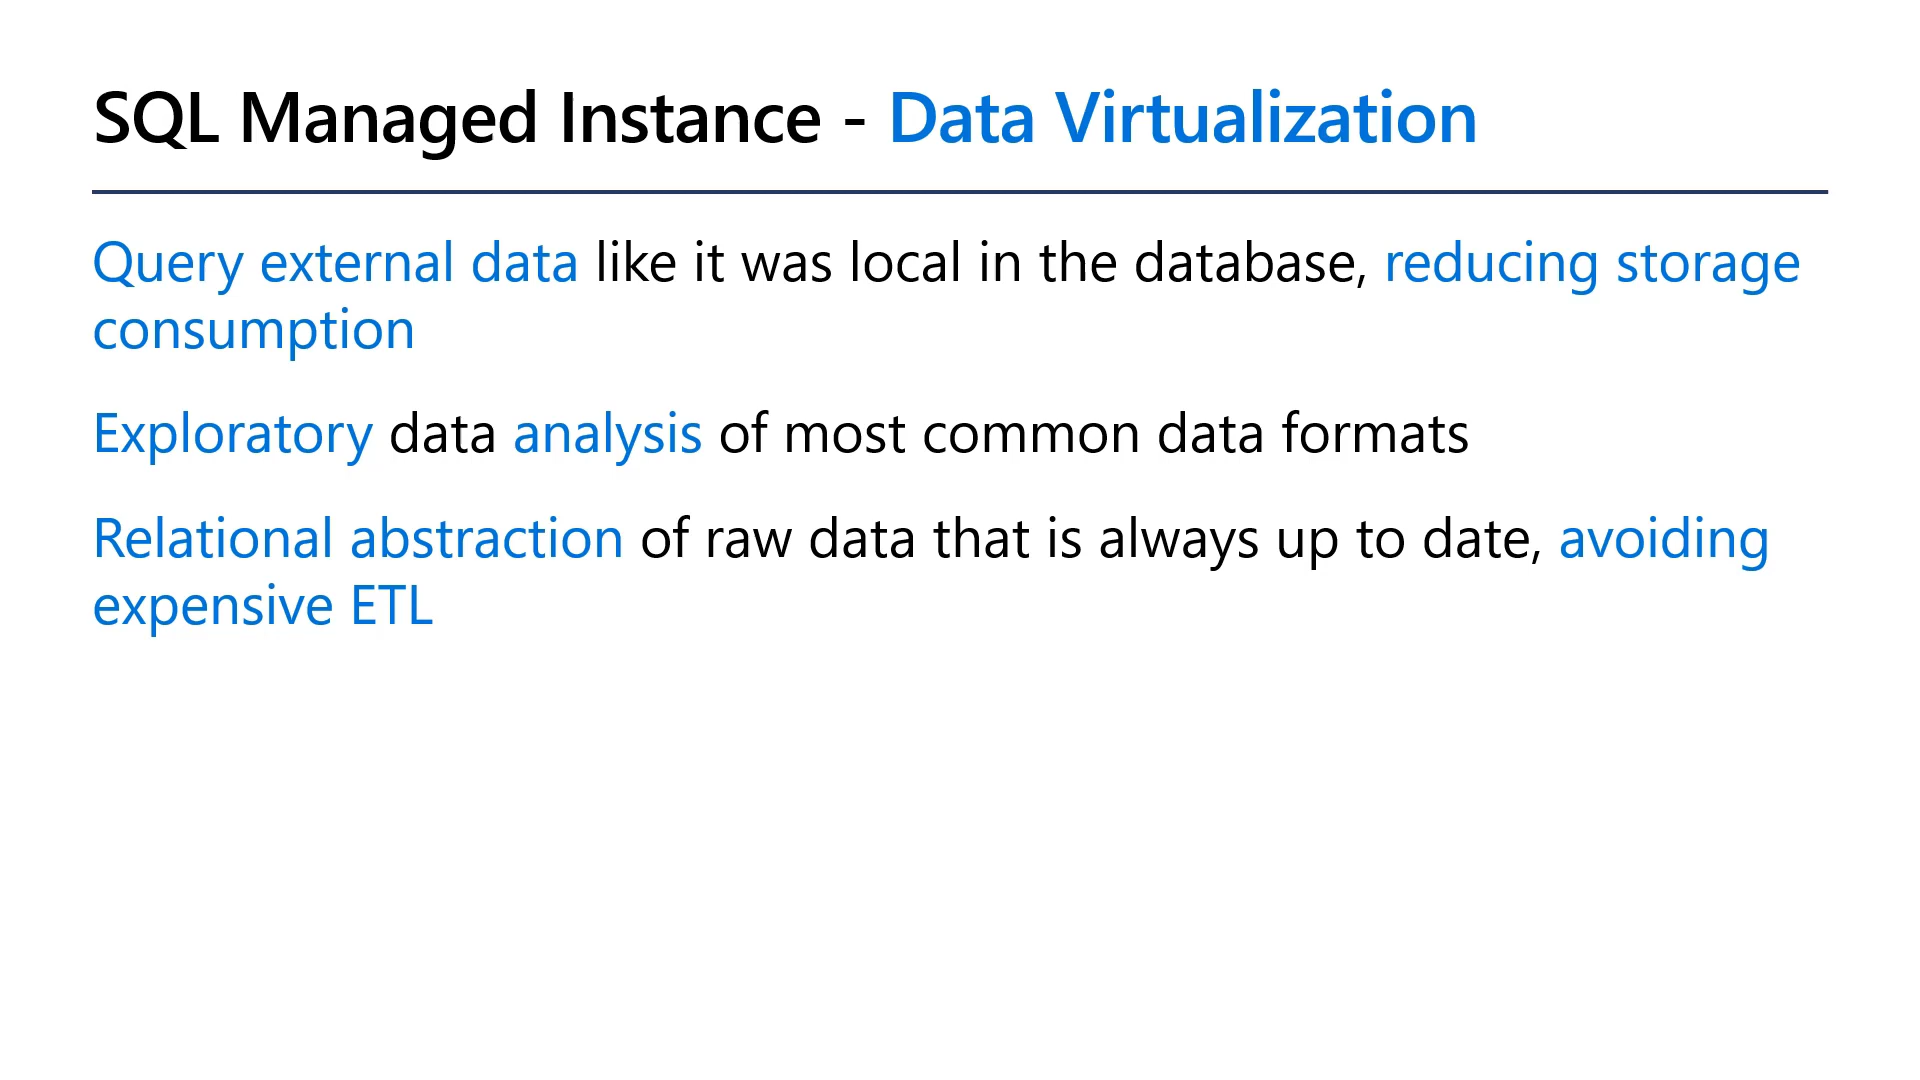 SQL Managed Instance - Data Virtualization
Query external data like it was local in the database, reducing storage
consumption
Exploratory data analysis of most common data formats
Relational abstraction of raw data that is always up to date, avoiding
expensive ETL